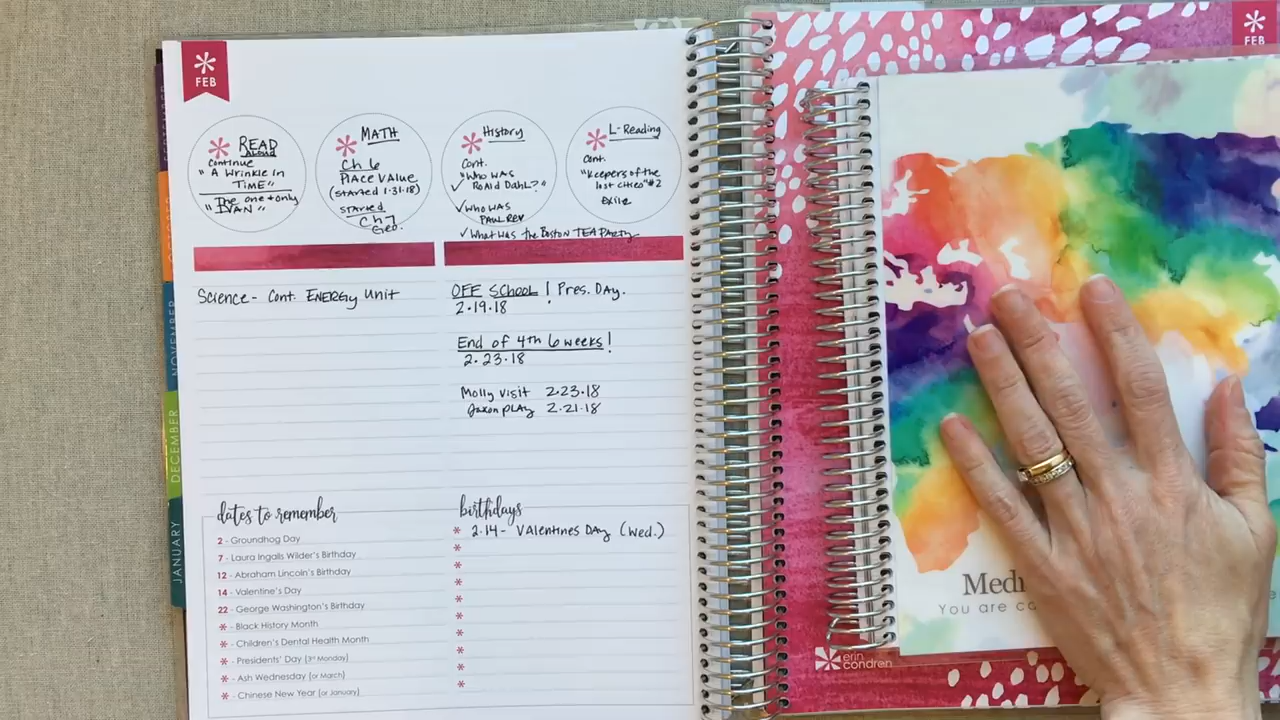 FEB
READ
ALOUD
Continue
"A Wrinkle In
Time"
"The one + only
IVAN"
MATH
Ch 6
Place Value
(Started 1·31·18)
Started
Ch 7
Geo.
History
Cont.
"Who was
✓ Roald Dahl?"
✓ Who was
Paul Rev
✓ What was the Boston Tea Party
L-Reading
Cont.
"Keepers of the
lost cities" #2
Exile
Science - Cont. Energy Unit
OFF SCHOOL! Pres. Day.
2·19·18
End of 4th 6 weeks!
2·23·18
Molly visit 2·23·18
Jaxon play 2·21·18
dates to remember
2 - Groundhog Day
7 - Laura Ingalls Wilder's Birthday
12 - Abraham Lincoln's Birthday
14 - Valentine's Day
22 - George Washington's Birthday
* - Black History Month
* - Children's Dental Health Month
* - Presidents' Day (3rd Monday)
* - Ash Wednesday (or March)
* - Chinese New Year (or January)
birthdays
* 2·14- Valentines Day (Wed.)
OCTOBER
NOVEMBER
DECEMBER
JANUARY
FEB
You are
erin
condren